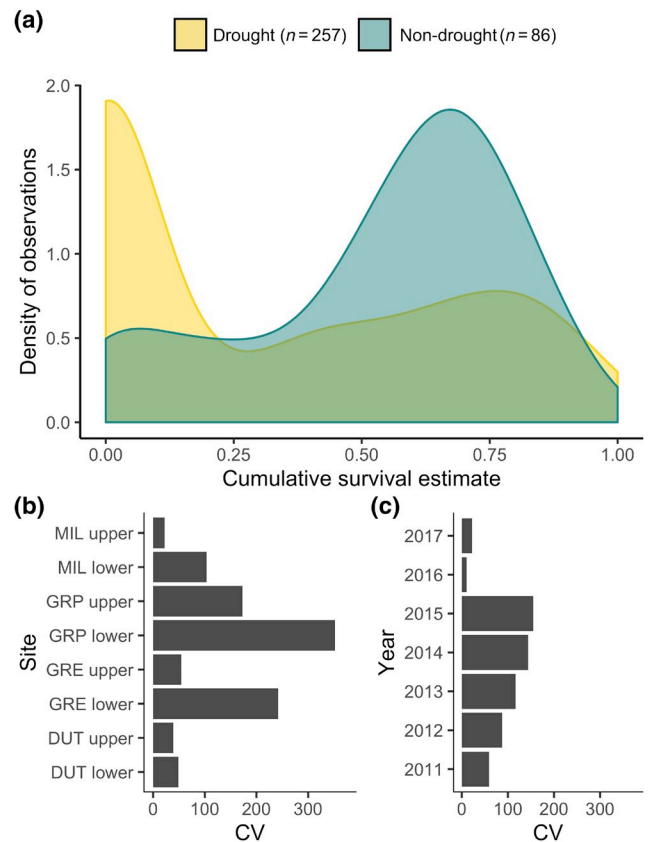 (a)
Drought (n = 257) Non-drought (n = 86)
2.0
1.5
1.0
0.5
0.0
Density of observations
0.00 0.25 0.50 0.75 1.00
Cumulative survival estimate
(b)
MIL upper
MIL lower
GRP upper
GRP lower
GRE upper
GRE lower
DUT upper
DUT lower
Site
0 100 200 300
CV
(c)
2017
2016
2015
2014
2013
2012
2011
Year
0 100 200 300
CV